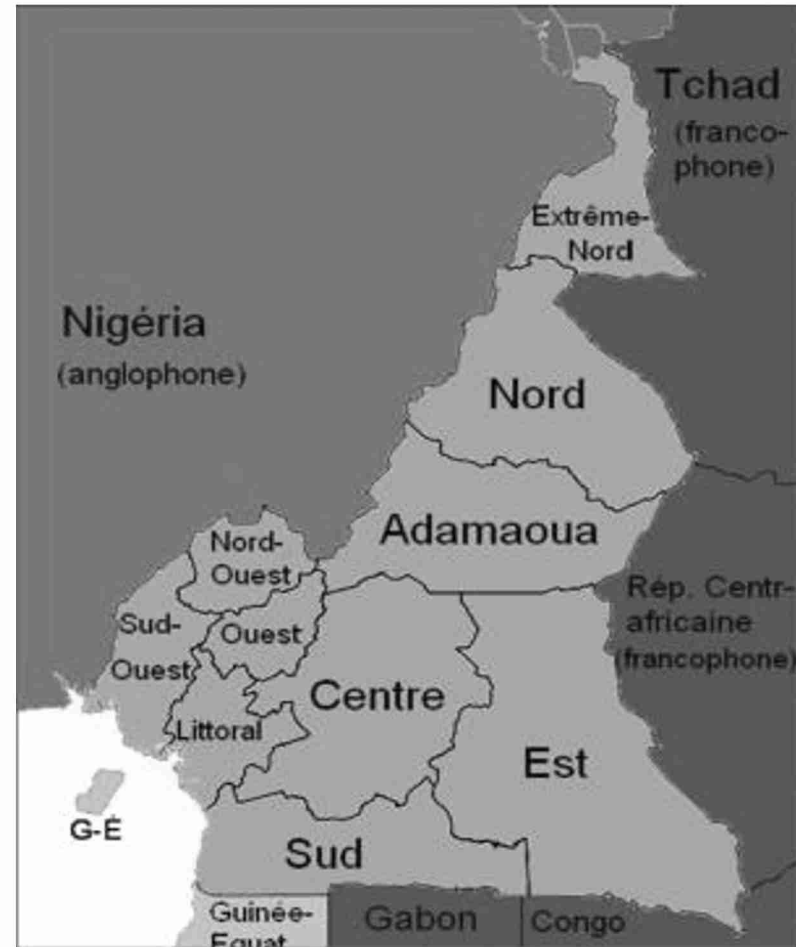 Tchad
(franco-
phone)
Extrême-
Nord
Nigéria
(anglophone)
Nord
Adamaoua
Nord-
Ouest
Rép. Centr-
africaine
(francophone)
Sud-
Ouest
Ouest
Centre
Littoral
Est
G-É
Sud
Guinée-
Equat
Gabon
Congo